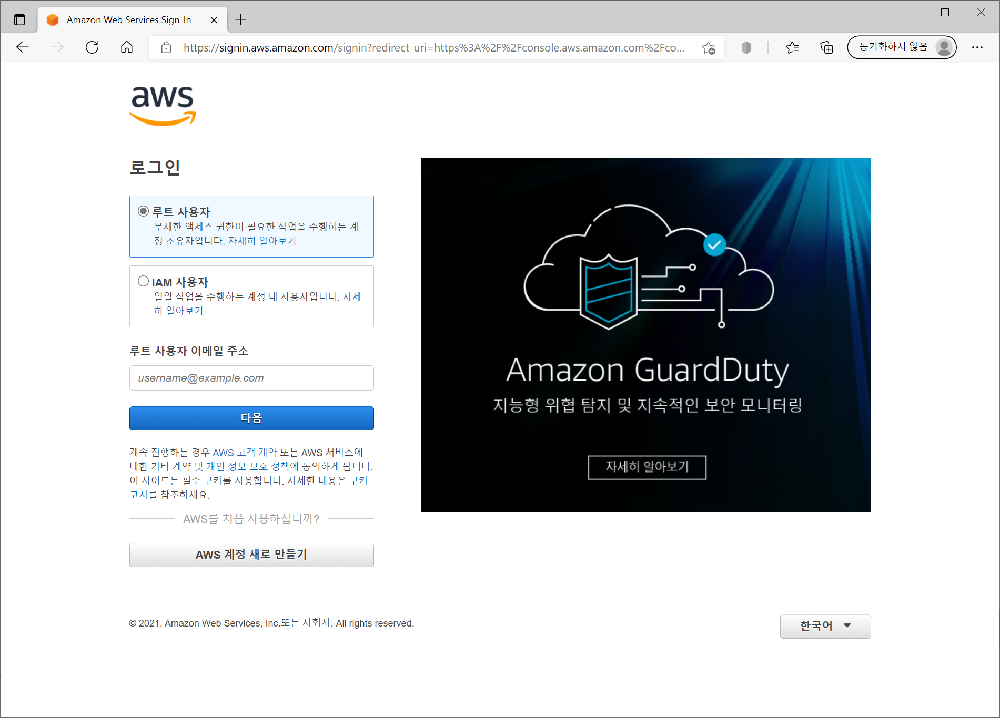 Amazon Web Services Sign-In
https://signin.aws.amazon.com/signin?redirect_uri=https%3A%2F%2Fconsole.aws.amazon.com%2Fco...
동기화하지 않음
aws
로그인
루트 사용자
무제한 액세스 권한이 필요한 작업을 수행하는 계
정 소유자입니다. 자세히 알아보기
IAM 사용자
일일 작업을 수행하는 계정 내 사용자입니다. 자세
히 알아보기
루트 사용자 이메일 주소
username@example.com
다음
계속 진행하는 경우 AWS 고객 계약 또는 AWS 서비스에
대한 기타 계약 및 개인 정보 보호 정책에 동의하게 됩니다.
이 사이트는 필수 쿠키를 사용합니다. 자세한 내용은 쿠키
고지를 참조하세요.
AWS를 처음 사용하십니까?
AWS 계정 새로 만들기
Amazon GuardDuty
지능형 위협 탐지 및 지속적인 보안 모니터링
자세히 알아보기
© 2021, Amazon Web Services, Inc.또는 자회사. All rights reserved.
한국어